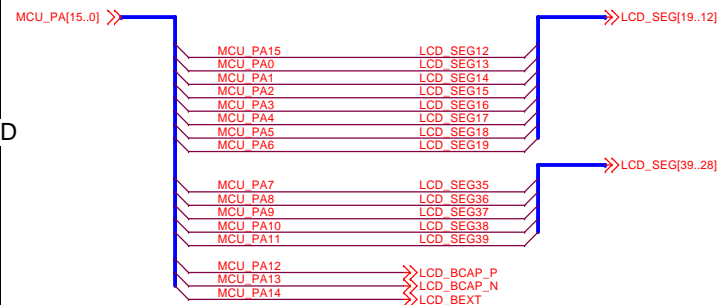 MCU_PA[15..0] LCD_SEG[19..12]
MCU_PA15 LCD_SEG12
MCU_PA0 LCD_SEG13
MCU_PA1 LCD_SEG14
MCU_PA2 LCD_SEG15
MCU_PA3 LCD_SEG16
MCU_PA4 LCD_SEG17
MCU_PA5 LCD_SEG18
MCU_PA6 LCD_SEG19
D
LCD_SEG[39..28]
MCU_PA7 LCD_SEG35
MCU_PA8 LCD_SEG36
MCU_PA9 LCD_SEG37
MCU_PA10 LCD_SEG38
MCU_PA11 LCD_SEG39
MCU_PA12 LCD_BCAP_P
MCU_PA13 LCD_BCAP_N
MCU_PA14 LCD_BEXT